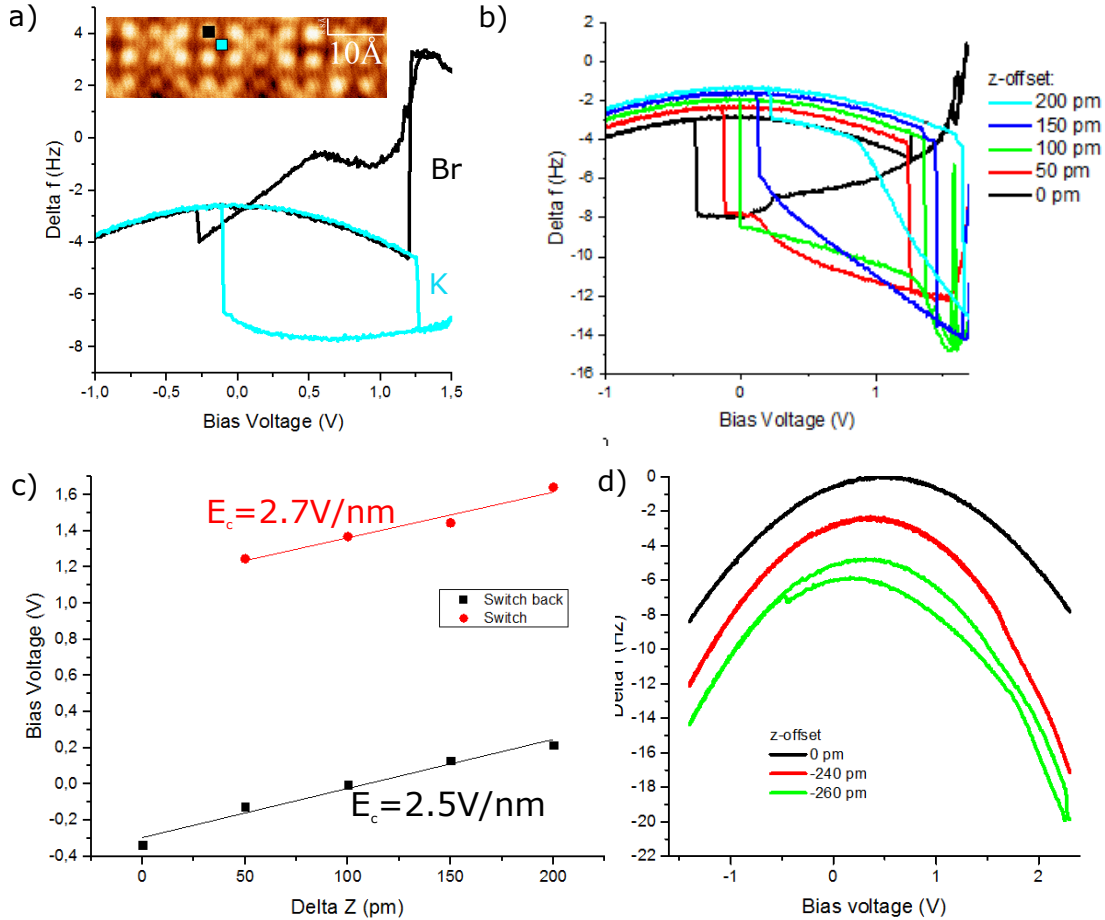 a)
4
2
0
-2
-4
-6
-8
Delta f (Hz)
-1,0
-0,5
0,0
0,5
1,0
1,5
Bias Voltage (V)
10Å
Br
K
b)
0
-2
-4
-6
-8
-10
-12
-14
-16
Delta f (Hz)
-1
0
1
Bias Voltage (V)
z-offset:
200 pm
150 pm
100 pm
50 pm
0 pm
c)
1,6
1,4
1,2
1,0
0,8
0,6
0,4
0,2
0,0
-0,2
-0,4
Bias Voltage (V)
0
50
100
150
200
Delta Z (pm)
Ec=2.7V/nm
Switch back
Switch
Ec=2.5V/nm
d)
0
-2
-4
-6
-8
-10
-12
-14
-16
-18
-20
-22
Delta f (Hz)
-1
0
1
2
Bias voltage (V)
z-offset
0 pm
-240 pm
-260 pm